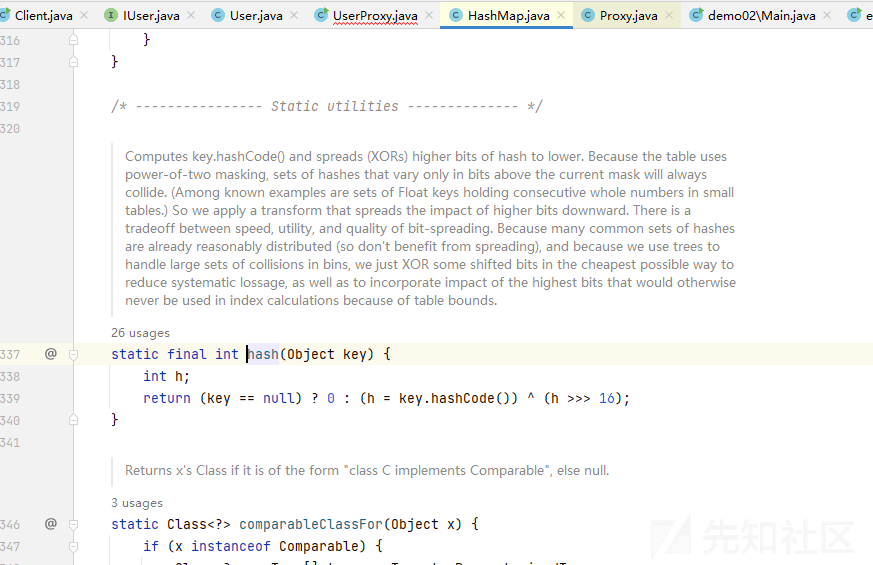 Client.java × IUser.java × User.java × UserProxy.java × HashMap.java × Proxy.java × demo02\Main.java ×
316 }
317 }
318
319 /* ---------------- Static utilities -------------- */
320
Computes key.hashCode() and spreads (XORs) higher bits of hash to lower. Because the table uses
power-of-two masking, sets of hashes that vary only in bits above the current mask will always
collide. (Among known examples are sets of Float keys holding consecutive whole numbers in small
tables.) So we apply a transform that spreads the impact of higher bits downward. There is a
tradeoff between speed, utility, and quality of bit-spreading. Because many common sets of hashes
are already reasonably distributed (so don't benefit from spreading), and because we use trees to
handle large sets of collisions in bins, we just XOR some shifted bits in the cheapest possible way to
reduce systematic lossage, as well as to incorporate impact of the highest bits that would otherwise
never be used in index calculations because of table bounds.
26 usages
337 @ static final int hash(Object key) {
338 int h;
339 return (key == null) ? 0 : (h = key.hashCode()) ^ (h >>> 16);
340 }
341
Returns x's Class if it is of the form "class C implements Comparable", else null.
3 usages
346 @ static Class<?> comparableClassFor(Object x) {
347 if (x instanceof Comparable) {
先知社区